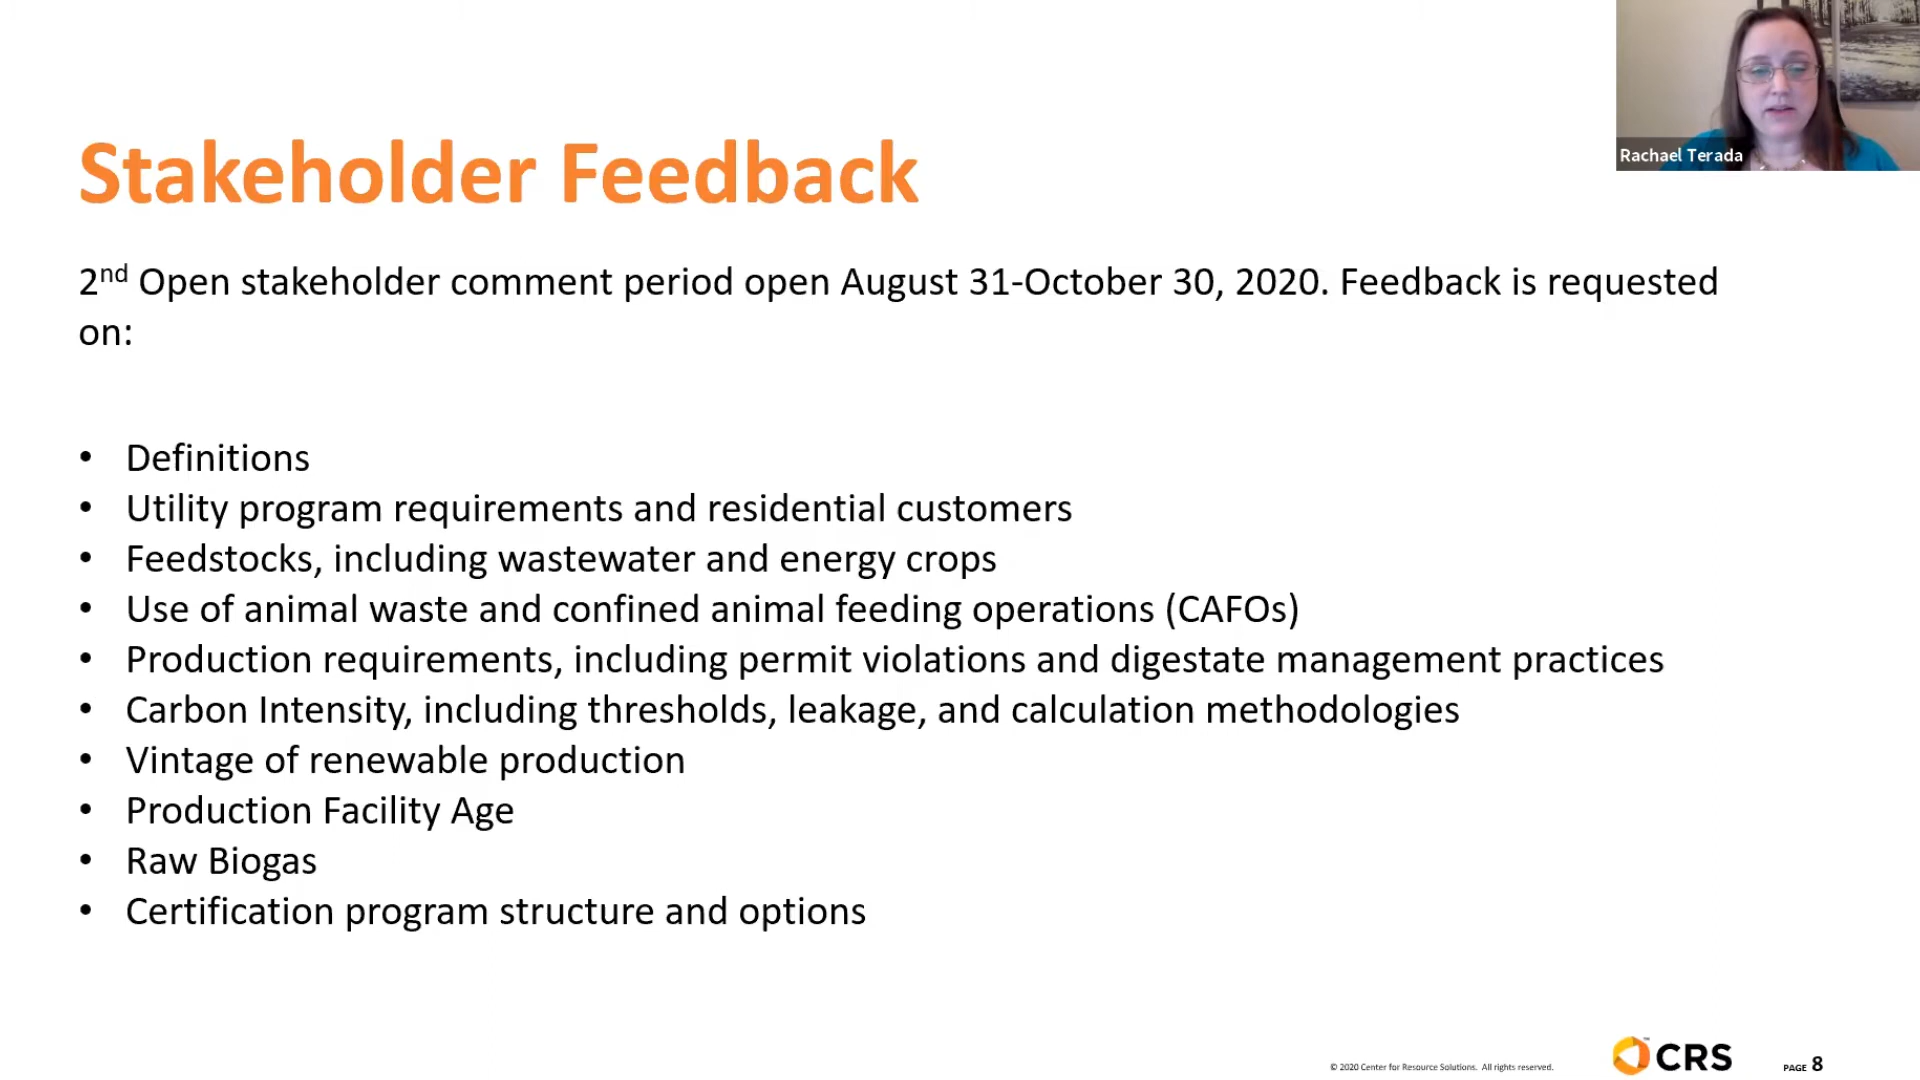 Rachael Terada
Stakeholder Feedback
2nd Open stakeholder comment period open August 31-October 30, 2020. Feedback is requested
on:
• Definitions
• Utility program requirements and residential customers
• Feedstocks, including wastewater and energy crops
• Use of animal waste and confined animal feeding operations (CAFOs)
• Production requirements, including permit violations and digestate management practices
• Carbon Intensity, including thresholds, leakage, and calculation methodologies
• Vintage of renewable production
• Production Facility Age
• Raw Biogas
• Certification program structure and options
© 2020 Center for Resource Solutions. All rights reserved.
CRS
PAGE 8